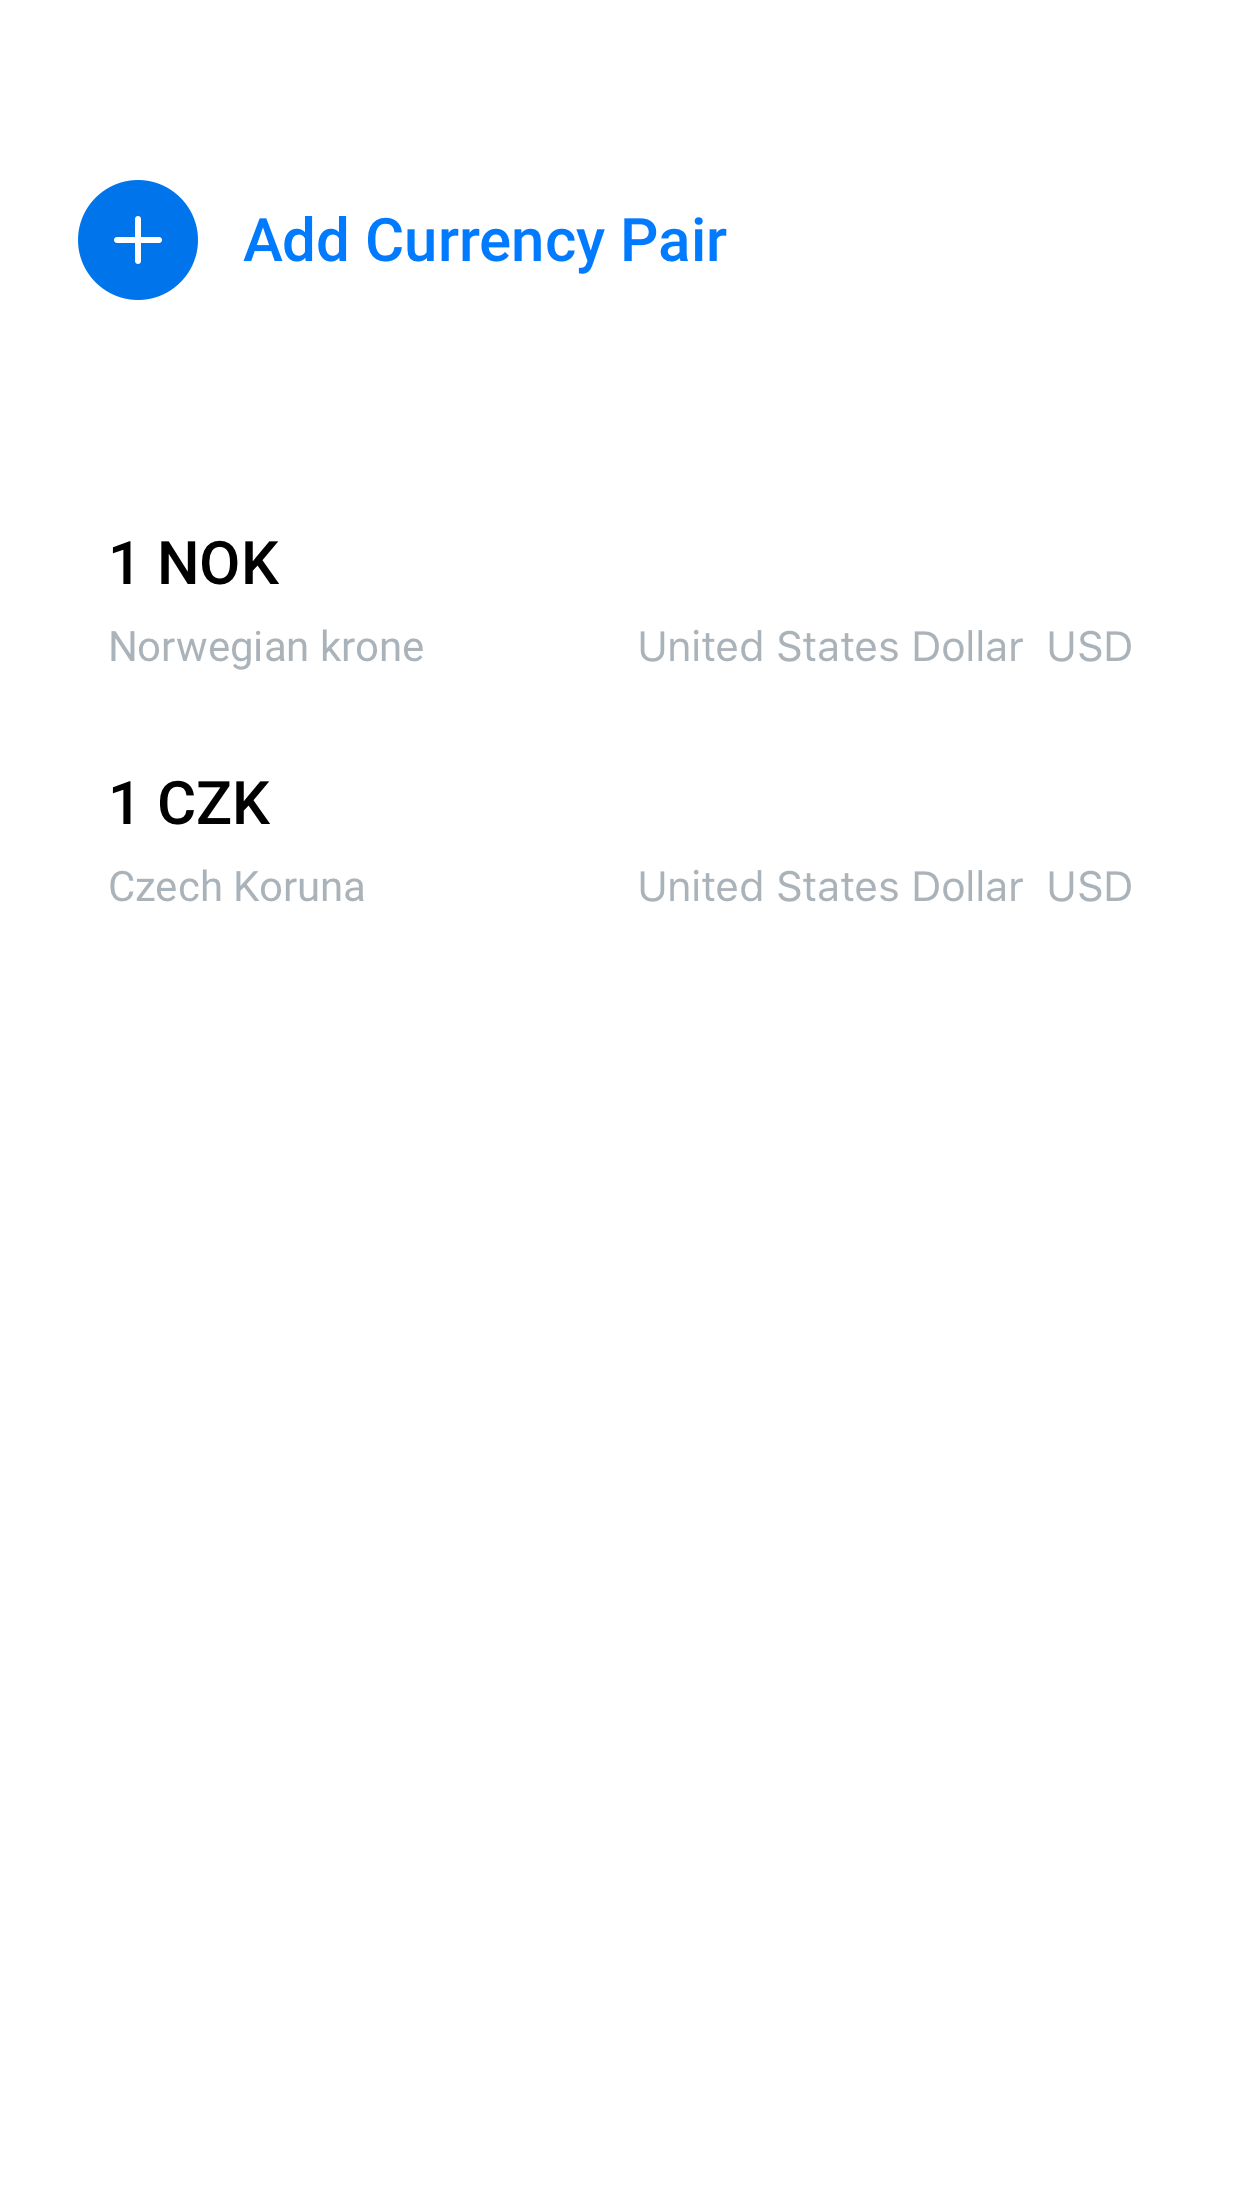 Add Currency Pair
1 NOK
Norwegian krone United States Dollar USD
1 CZK
Czech Koruna United States Dollar USD